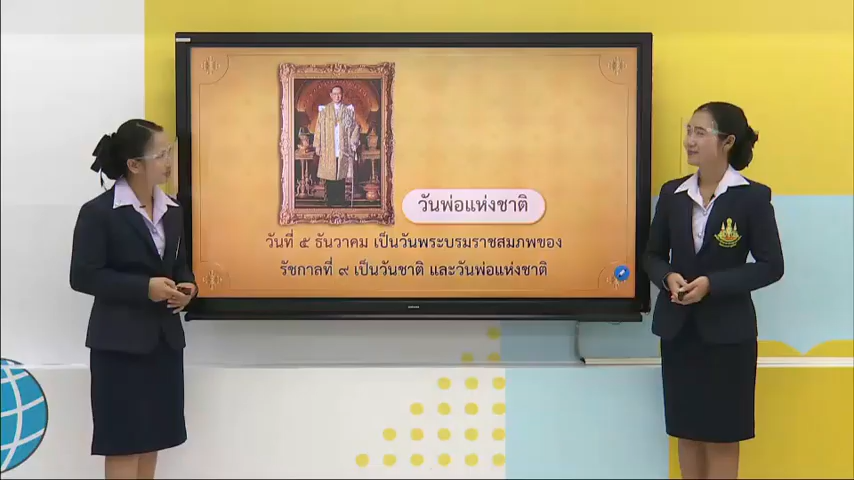 วันพ่อแห่งชาติ
วันที่ ๕ ธันวาคม เป็นวันพระบรมราชสมภพของ
รัชกาลที่ ๙ เป็นวันชาติ และวันพ่อแห่งชาติ